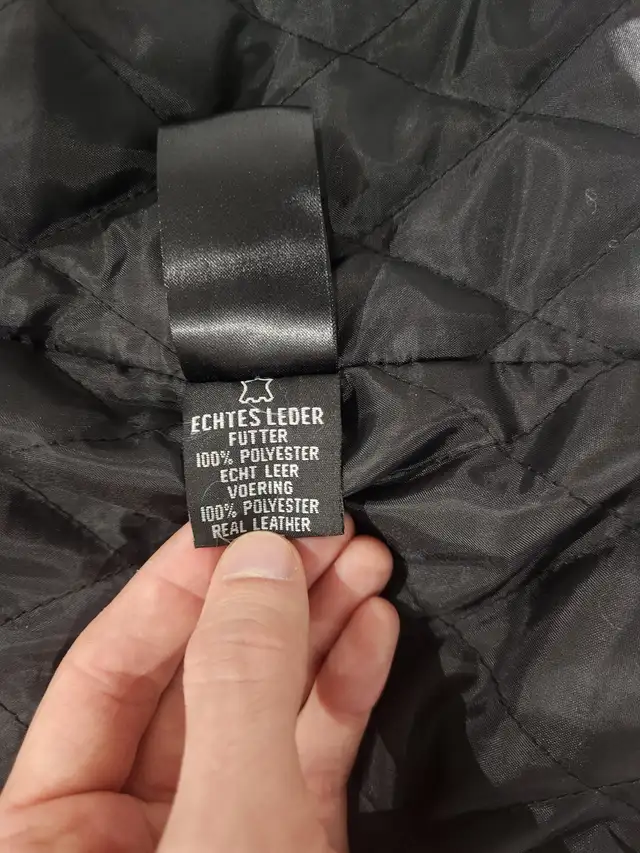 ECHTES LEDER
FUTTER
100% POLYESTER
ECHT LEER
VOERING
100% POLYESTER
REAL LEATHER